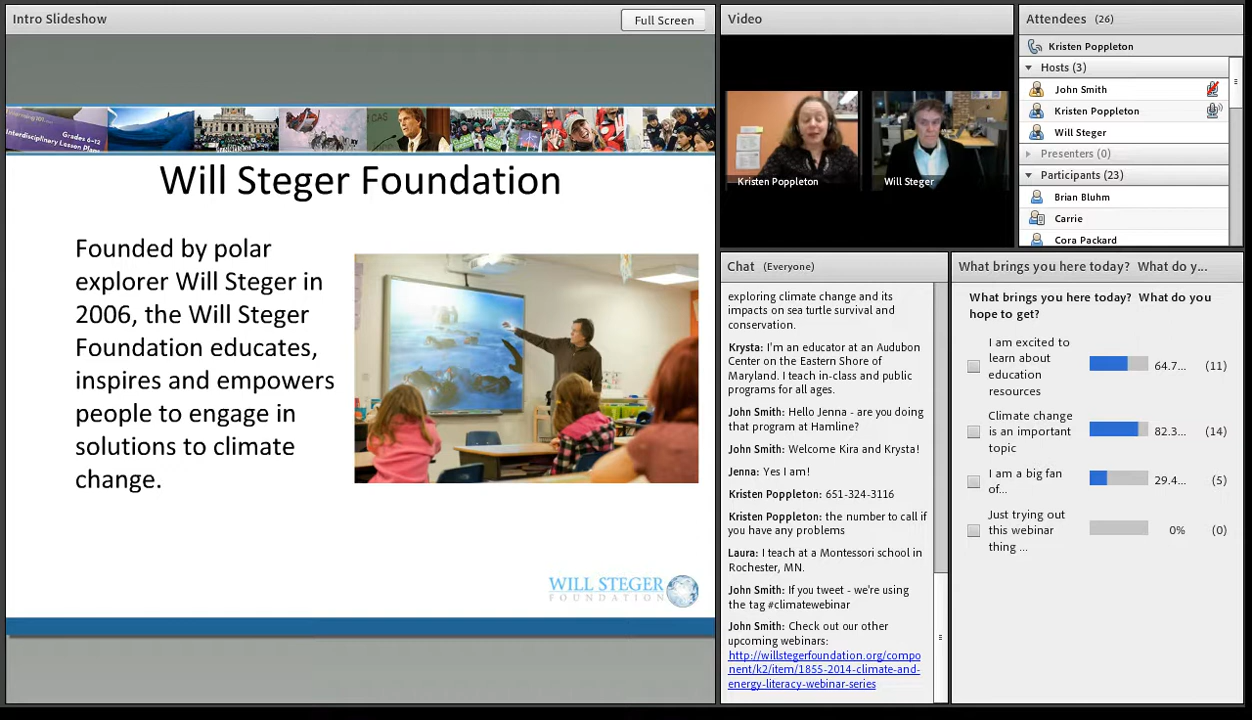 Intro Slideshow
Full Screen
Interdisciplinary Lesson Plans
Grades 6-12
CAS
Will Steger Foundation
Founded by polar
explorer Will Steger in
2006, the Will Steger
Foundation educates,
inspires and empowers
people to engage in
solutions to climate
change.
WILL STEGER
FOUNDATION
Video
Kristen Poppleton
Will Steger
Attendees (26)
Kristen Poppleton
Hosts (3)
John Smith
Kristen Poppleton
Will Steger
Presenters (0)
Participants (23)
Brian Bluhm
Carrie
Cora Packard
Chat (Everyone)
exploring climate change and its
impacts on sea turtle survival and
conservation.
Krysta: I'm an educator at an Audubon
Center on the Eastern Shore of
Maryland. I teach in-class and public
programs for all ages.
John Smith: Hello Jenna - are you doing
that program at Hamline?
John Smith: Welcome Kira and Krysta!
Jenna: Yes I am!
Kristen Poppleton: 651-324-3116
Kristen Poppleton: the number to call if
you have any problems
Laura: I teach at a Montessori school in
Rochester, MN.
John Smith: If you tweet - we're using
the tag #climatewebinar
John Smith: Check out our other
upcoming webinars:
http://willstegerfoundation.org/compo
nent/k2/item/1855-2014-climate-and-
energy-literacy-webinar-series
What brings you here today? What do y...
What brings you here today? What do you
hope to get?
I am excited to
learn about
education
resources
64.7... (11)
Climate change
is an important
topic
82.3... (14)
I am a big fan
of...
29.4... (5)
Just trying out
this webinar
thing ...
0% (0)